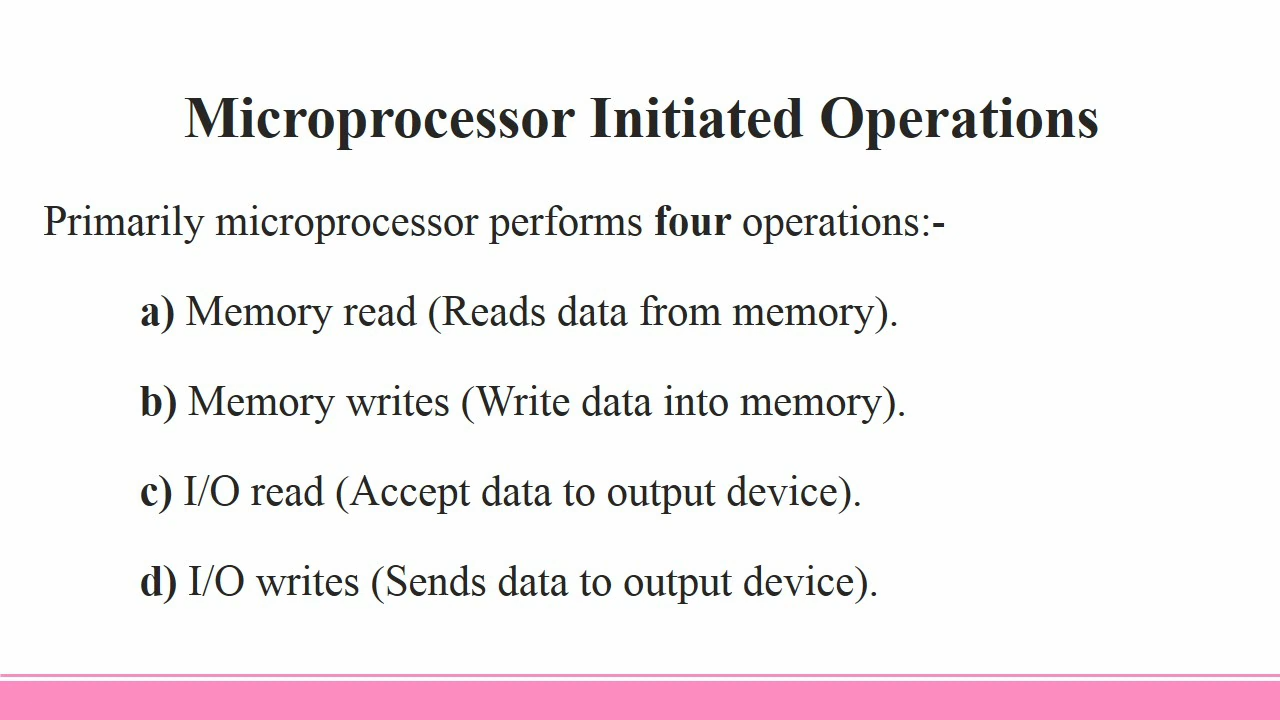 Microprocessor Initiated Operations
Primarily microprocessor performs four operations:-
a) Memory read (Reads data from memory).
b) Memory writes (Write data into memory).
c) I/O read (Accept data to output device).
d) I/O writes (Sends data to output device).